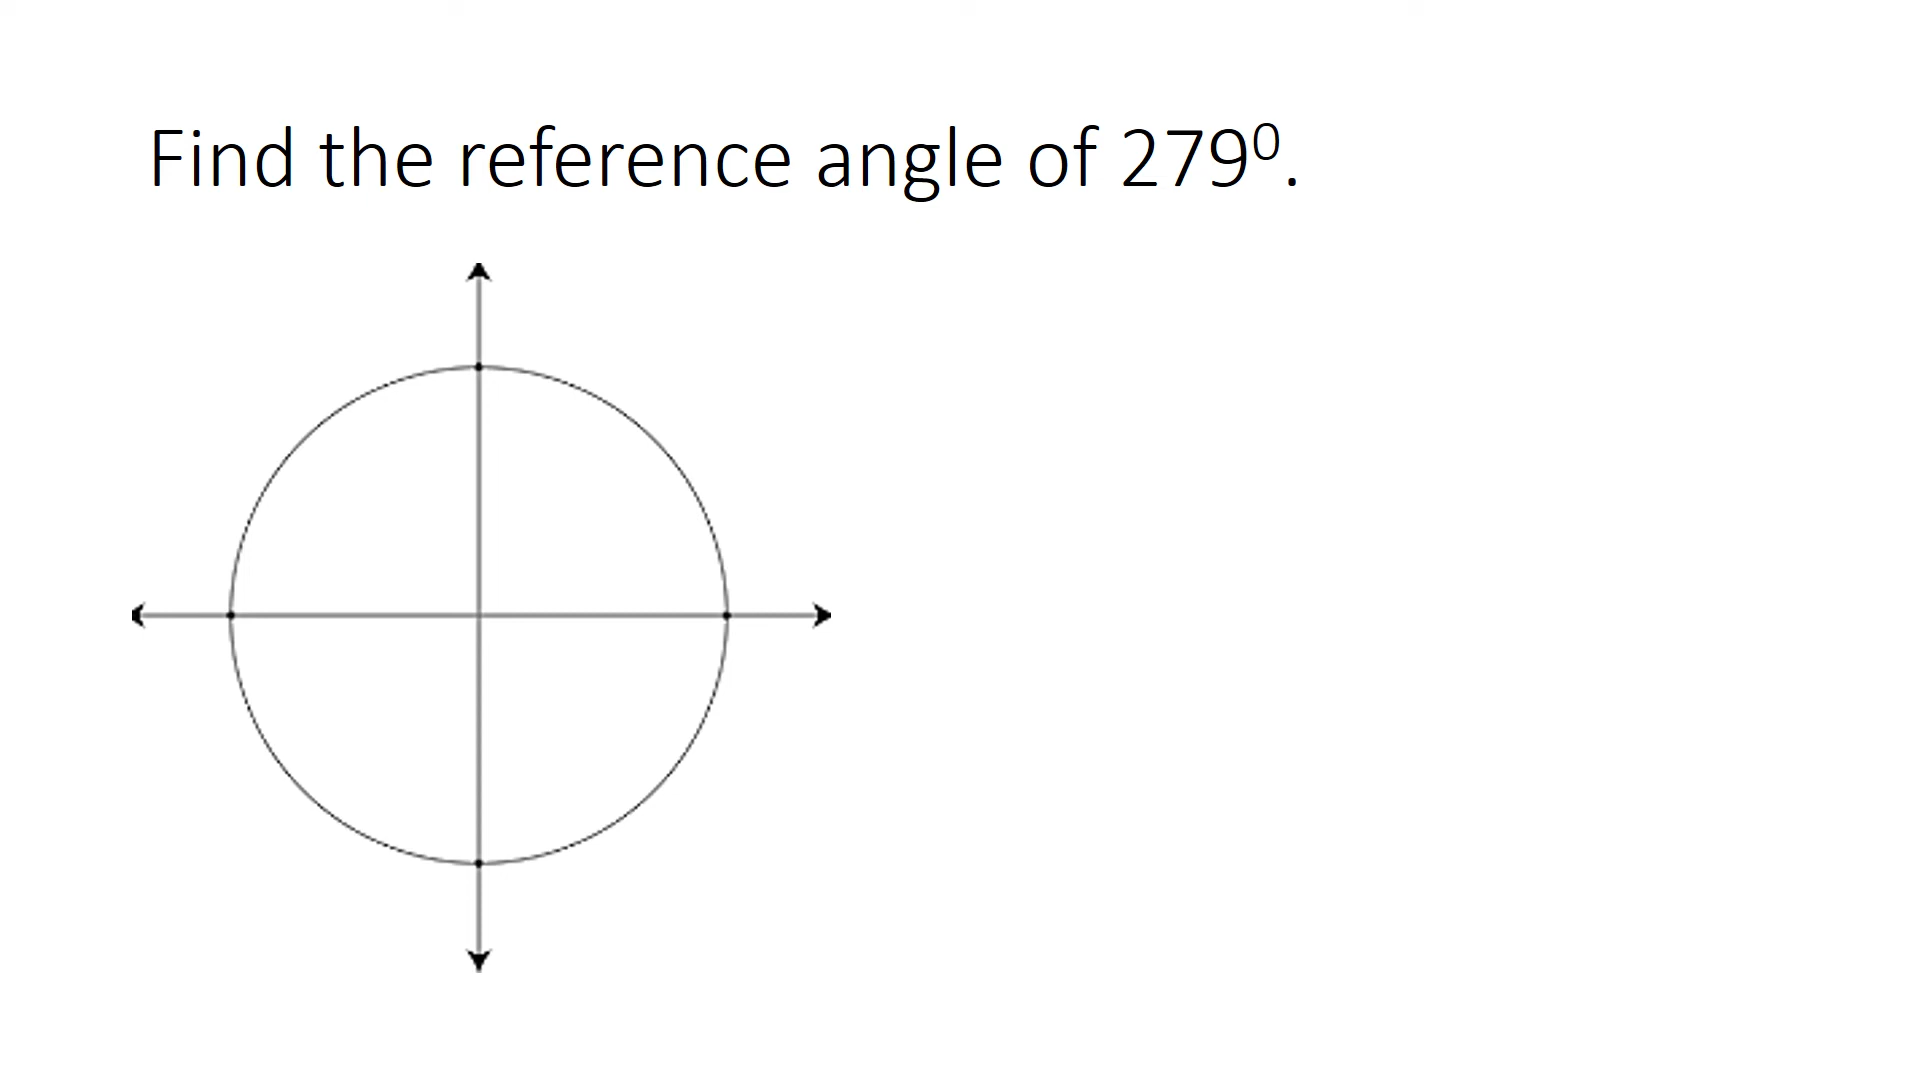 Find the reference angle of 279⁰.